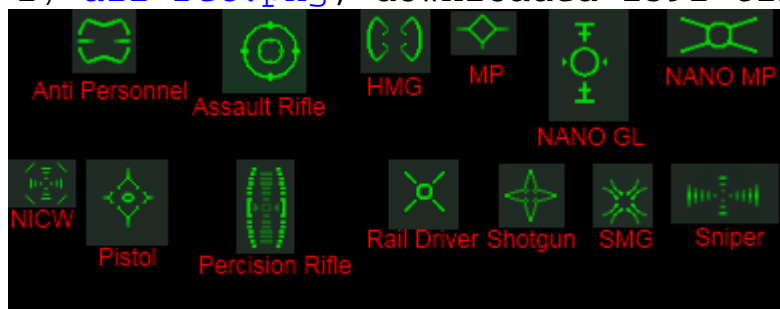 Anti Personnel
Assault Rifle
HMG
MP
NANO GL
NANO MP
NICW
Pistol
Percision Rifle
Rail Driver
Shotgun
SMG
Sniper